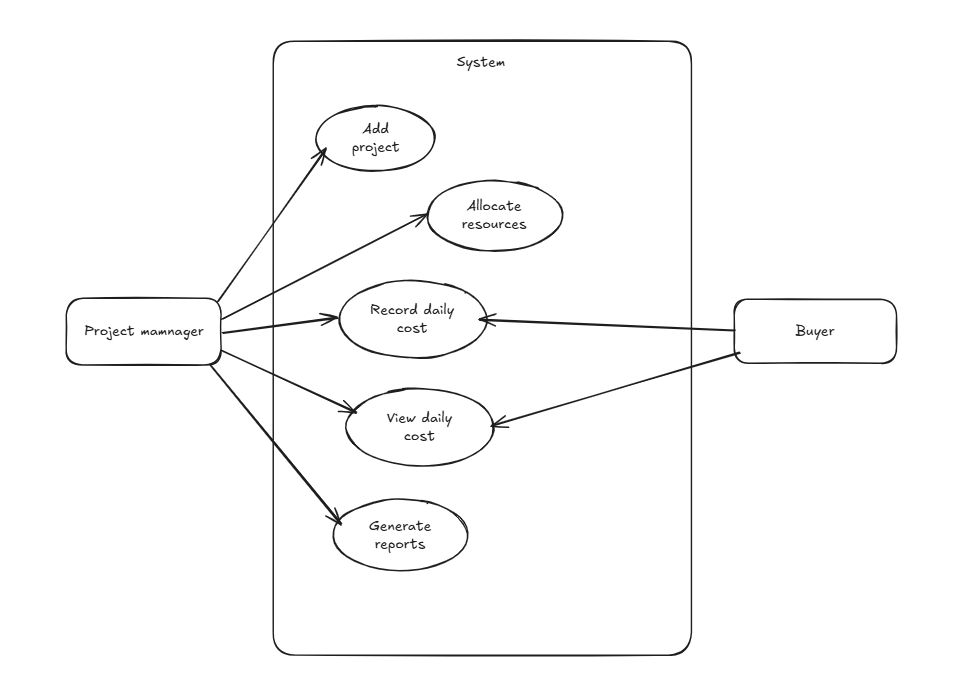 System
Add
project
Allocate
resources
Record daily
cost
Project mamnager
Buyer
View daily
cost
Generate
reports